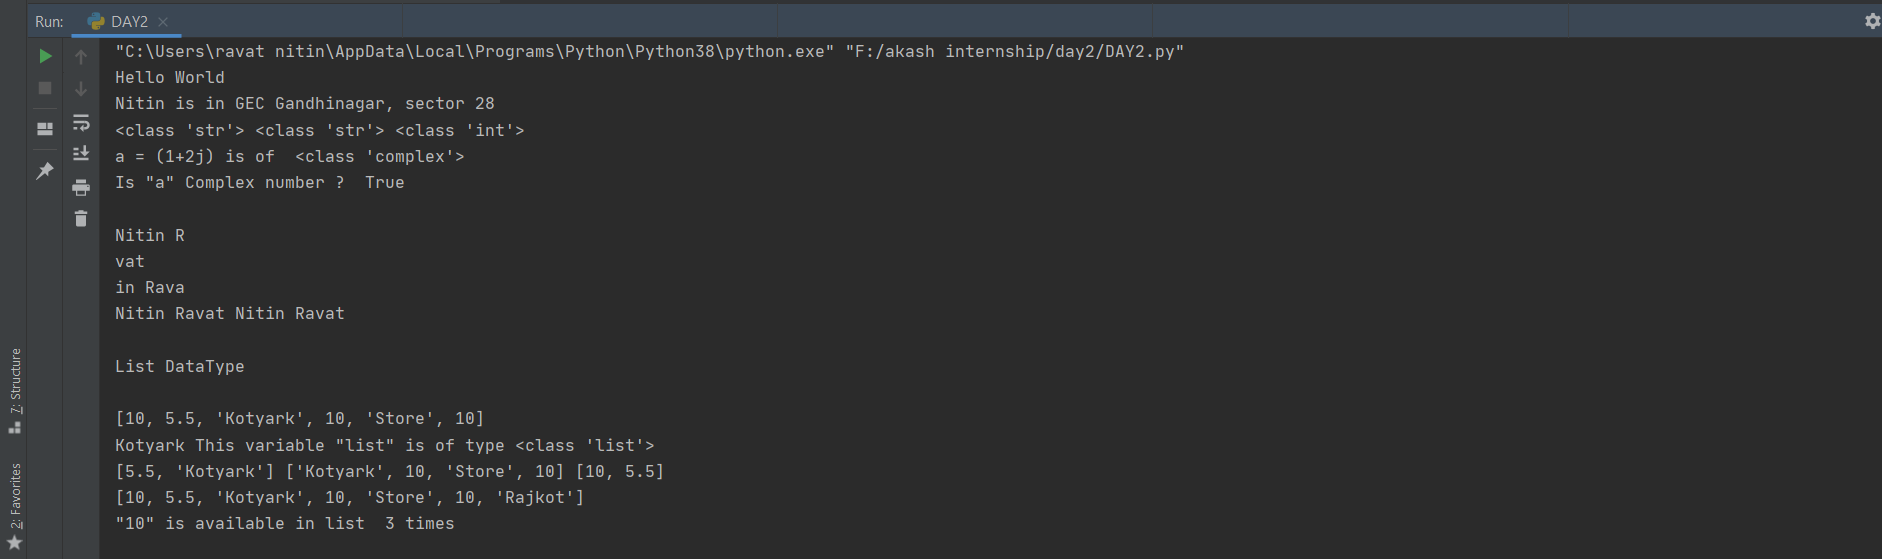 Run: DAY2
"C:\Users\ravat nitin\AppData\Local\Programs\Python\Python38\python.exe" "F:/akash internship/day2/DAY2.py"
Hello World
Nitin is in GEC Gandhinagar, sector 28
<class 'str'> <class 'str'> <class 'int'>
a = (1+2j) is of  <class 'complex'>
Is "a" Complex number ?  True
Nitin R
vat
in Rava
Nitin Ravat Nitin Ravat
List DataType
[10, 5.5, 'Kotyark', 10, 'Store', 10]
Kotyark This variable "list" is of type <class 'list'>
[5.5, 'Kotyark'] ['Kotyark', 10, 'Store', 10] [10, 5.5]
[10, 5.5, 'Kotyark', 10, 'Store', 10, 'Rajkot']
"10" is available in list  3 times
7: Structure
2: Favorites